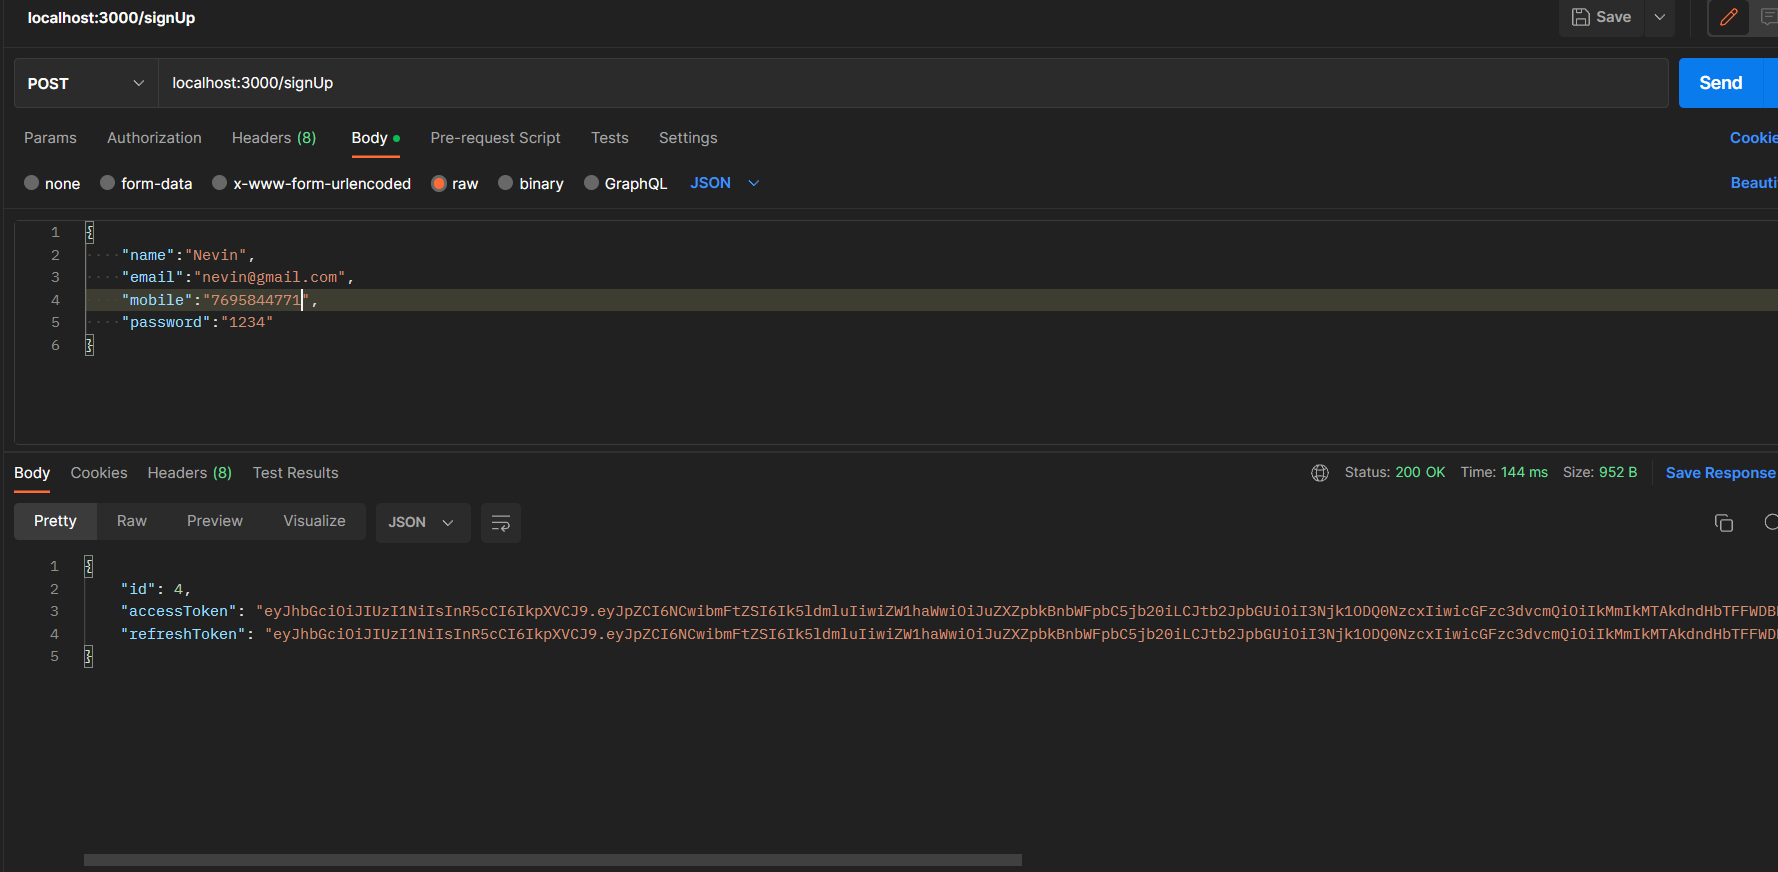 localhost:3000/signUp
Save
POST
localhost:3000/signUp
Send
Params Authorization Headers (8) Body Pre-request Script Tests Settings
Cookie
none form-data x-www-form-urlencoded raw binary GraphQL JSON
Beauti
1 {
2 "name":"Nevin",
3 "email":"nevin@gmail.com",
4 "mobile":"7695844771",
5 "password":"1234"
6 }
Body Cookies Headers (8) Test Results
Status: 200 OK Time: 144 ms Size: 952 B Save Response
Pretty Raw Preview Visualize JSON
1 {
2 "id": 4,
3 "accessToken": "eyJhbGciOiJIUzI1NiIsInR5cCI6IkpXVCJ9.eyJpZCI6NCwibmFtZSI6Ik5ldmluIiwiZW1haWwiOiJuZXZpbkBnbWFpbC5jb20iLCJtb2JpbGUiOiI3Njk1ODQ0NzcxIiwicGFzc3dvcmQiOiIkMmIkMTAkdndHbTFFWDB
4 "refreshToken": "eyJhbGciOiJIUzI1NiIsInR5cCI6IkpXVCJ9.eyJpZCI6NCwibmFtZSI6Ik5ldmluIiwiZW1haWwiOiJuZXZpbkBnbWFpbC5jb20iLCJtb2JpbGUiOiI3Njk1ODQ0NzcxIiwicGFzc3dvcmQiOiIkMmIkMTAkdndHbTFFWD
5 }